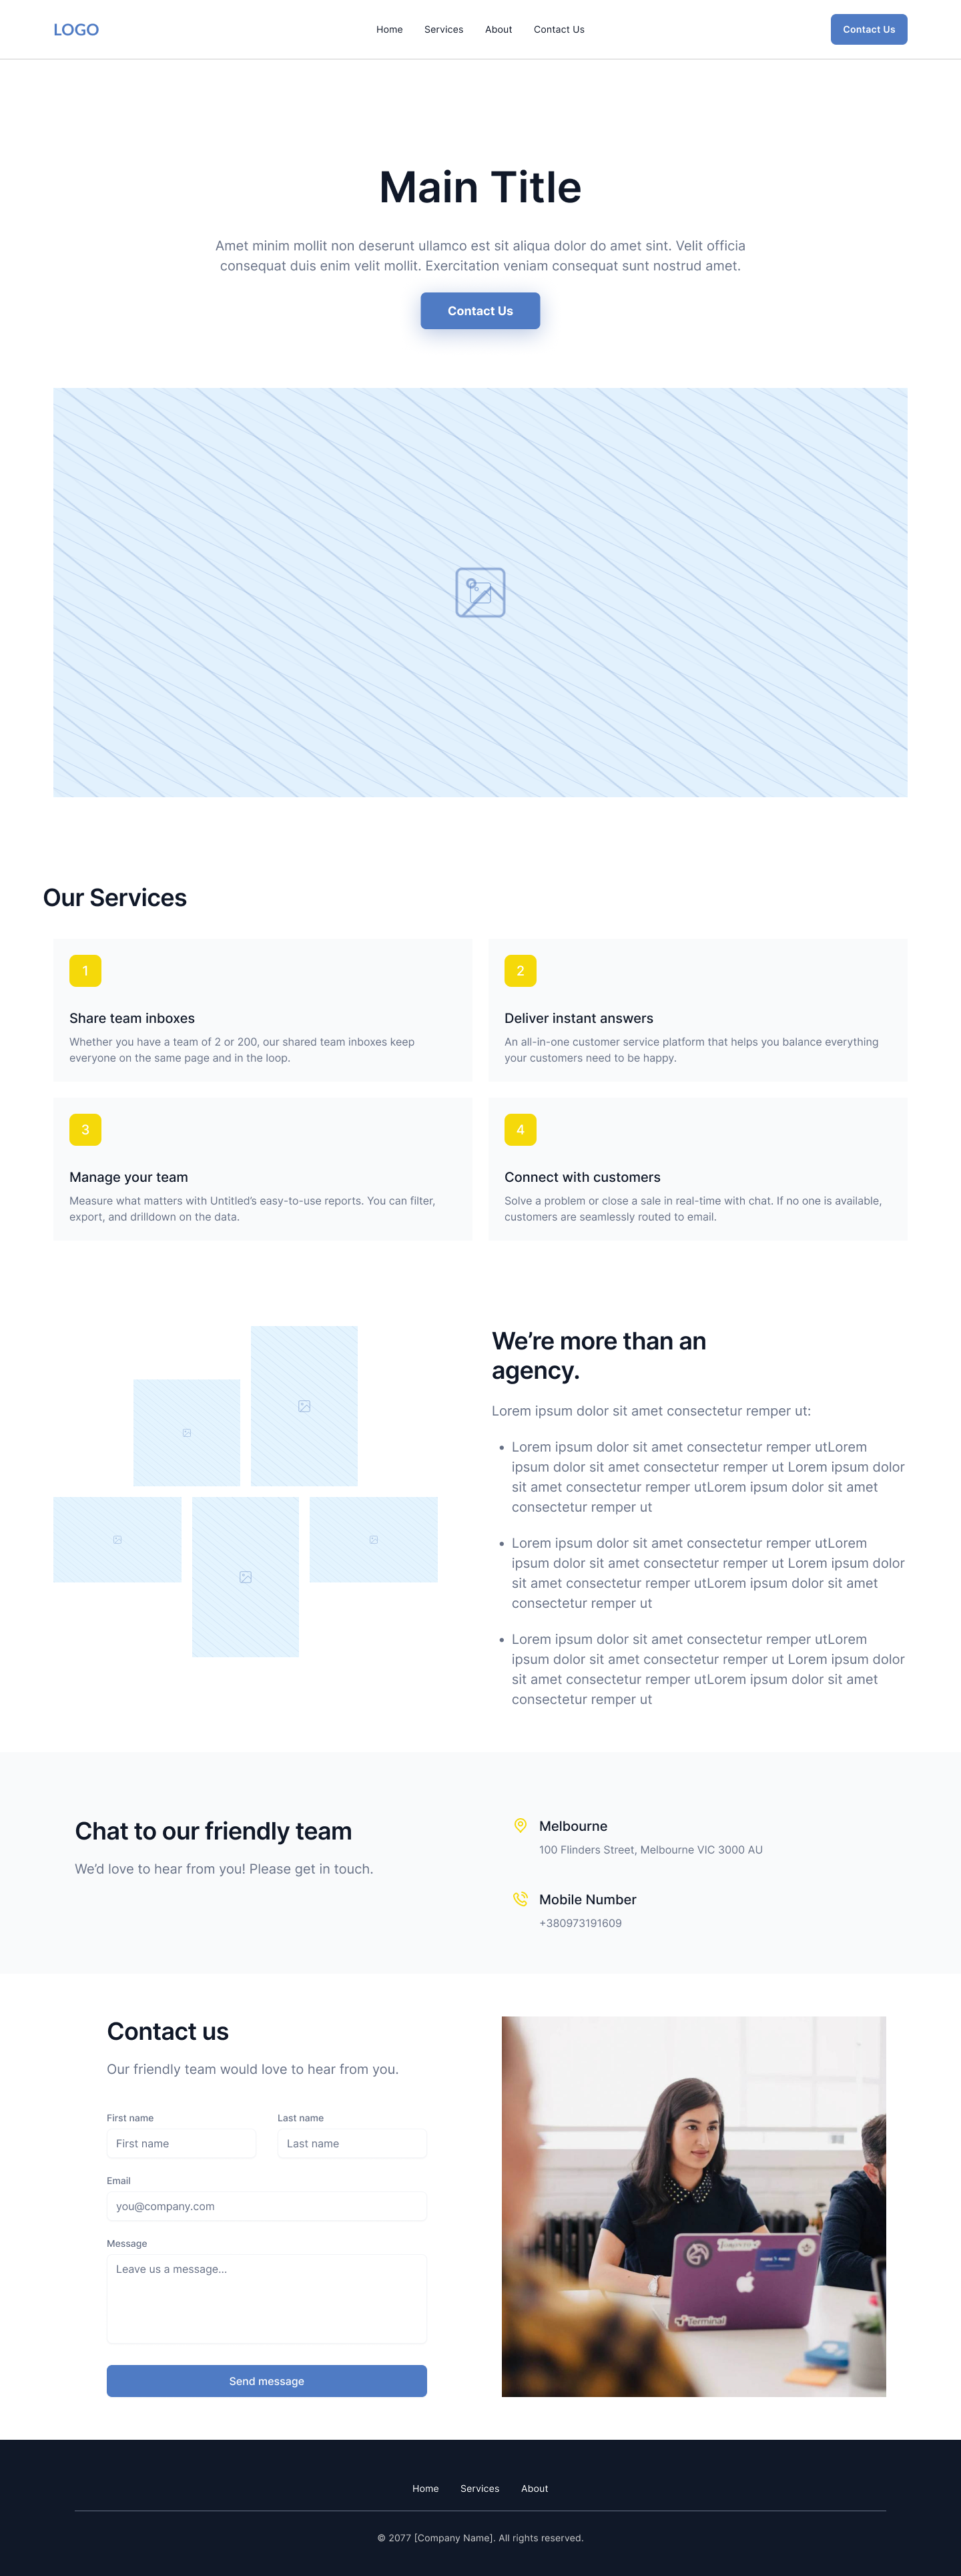 LOGO
Home Services About Contact Us
Contact Us
Main Title
Amet minim mollit non deserunt ullamco est sit aliqua dolor do amet sint. Velit officia
consequat duis enim velit mollit. Exercitation veniam consequat sunt nostrud amet.
Contact Us
Our Services
1
Share team inboxes
Whether you have a team of 2 or 200, our shared team inboxes keep
everyone on the same page and in the loop.
2
Deliver instant answers
An all-in-one customer service platform that helps you balance everything
your customers need to be happy.
3
Manage your team
Measure what matters with Untitled’s easy-to-use reports. You can filter,
export, and drilldown on the data.
4
Connect with customers
Solve a problem or close a sale in real-time with chat. If no one is available,
customers are seamlessly routed to email.
We’re more than an
agency.
Lorem ipsum dolor sit amet consectetur remper ut:
• Lorem ipsum dolor sit amet consectetur remper utLorem
ipsum dolor sit amet consectetur remper ut Lorem ipsum dolor
sit amet consectetur remper utLorem ipsum dolor sit amet
consectetur remper ut
• Lorem ipsum dolor sit amet consectetur remper utLorem
ipsum dolor sit amet consectetur remper ut Lorem ipsum dolor
sit amet consectetur remper utLorem ipsum dolor sit amet
consectetur remper ut
• Lorem ipsum dolor sit amet consectetur remper utLorem
ipsum dolor sit amet consectetur remper ut Lorem ipsum dolor
sit amet consectetur remper utLorem ipsum dolor sit amet
consectetur remper ut
Chat to our friendly team
We’d love to hear from you! Please get in touch.
Melbourne
100 Flinders Street, Melbourne VIC 3000 AU
Mobile Number
+380973191609
Contact us
Our friendly team would love to hear from you.
First name
First name
Last name
Last name
Email
you@company.com
Message
Leave us a message...
Send message
Terminal
Home Services About
© 2077 [Company Name]. All rights reserved.